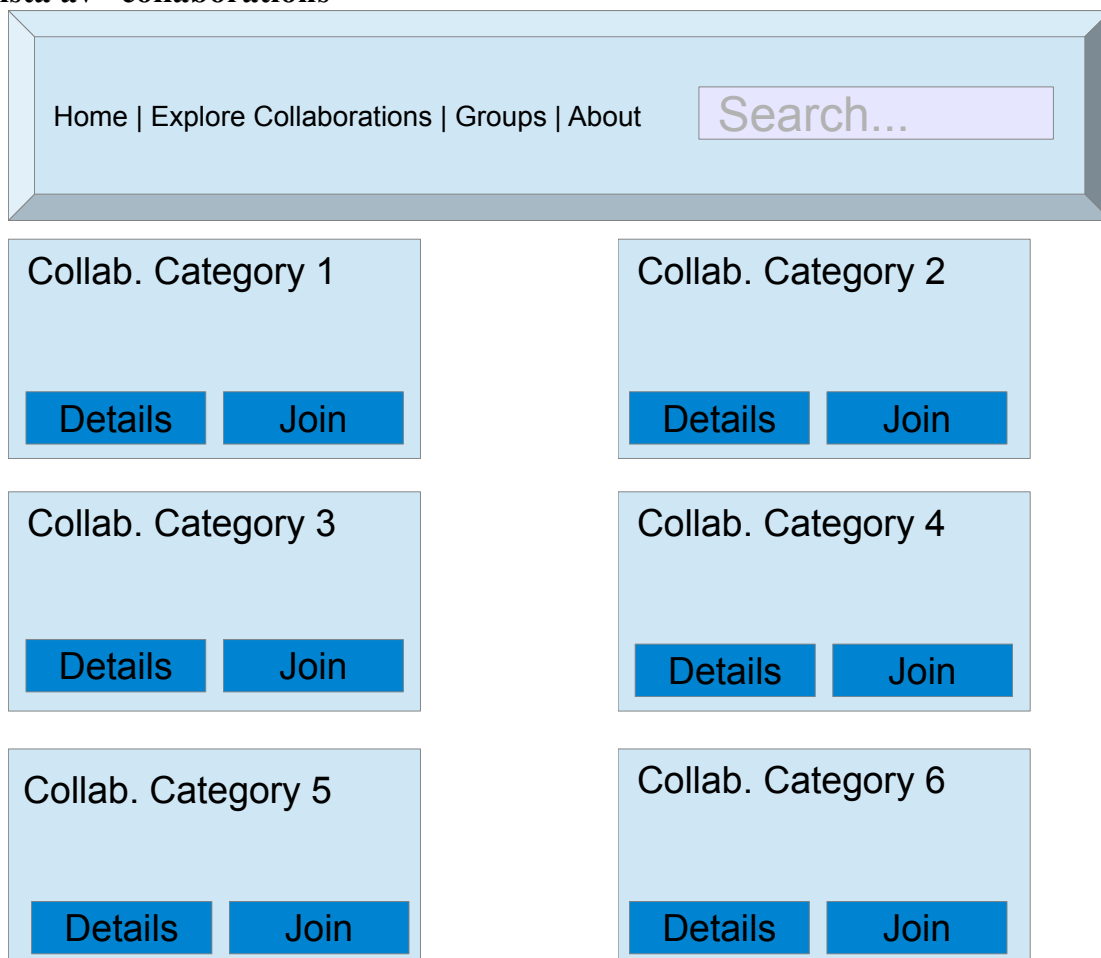 collaborations
Home | Explore Collaborations | Groups | About
Search...
Collab. Category 1
Details Join
Collab. Category 2
Details Join
Collab. Category 3
Details Join
Collab. Category 4
Details Join
Collab. Category 5
Details Join
Collab. Category 6
Details Join